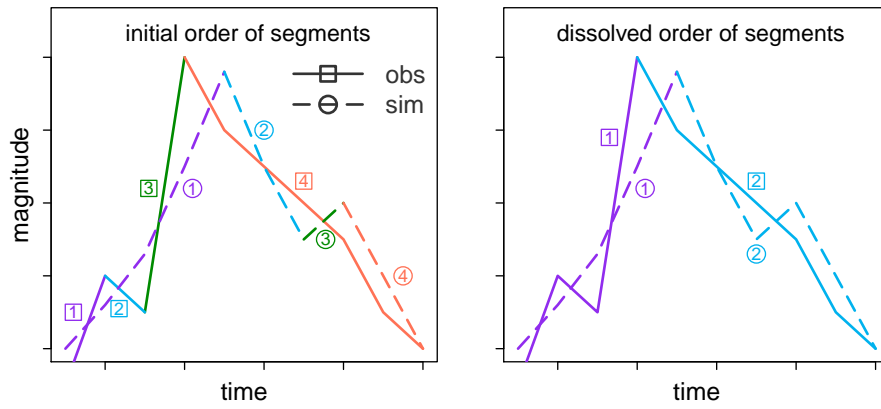 initial order of segments
obs
sim
1
2
3
1
2
4
3
4
magnitude
time
dissolved order of segments
1
1
2
2
time